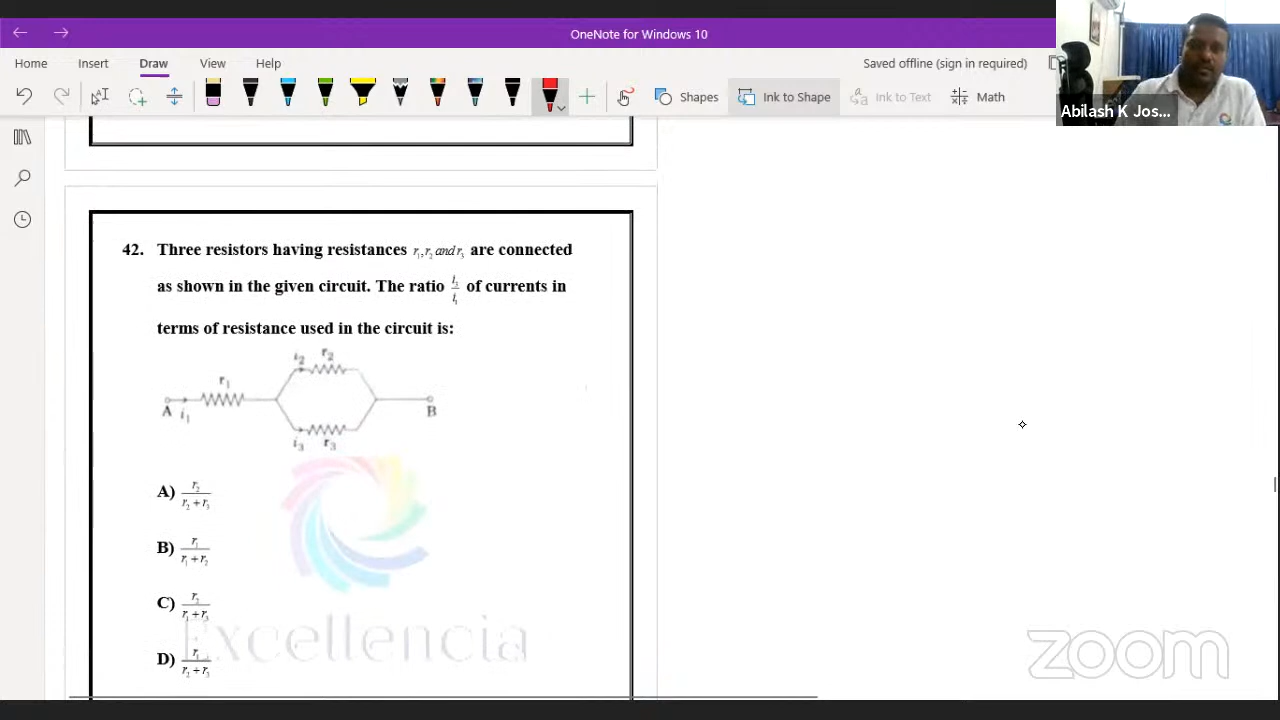 OneNote for Windows 10
Home Insert Draw View Help
Saved offline (sign in required)
Shapes
Ink to Shape
Ink to Text
Math
Abilash K Jos...
42. Three resistors having resistances r₁, r₂ and r₃ are connected
as shown in the given circuit. The ratio i₃/i₁ of currents in
terms of resistance used in the circuit is:
i₂ r₂
r₁
A i₁ B
i₃ r₃
A) r₂/(r₂ + r₃)
B) r₁/(r₁ + r₂)
C) r₂/(r₁ + r₃)
D) r₁/(r₂ + r₃)
Excellencia
zoom